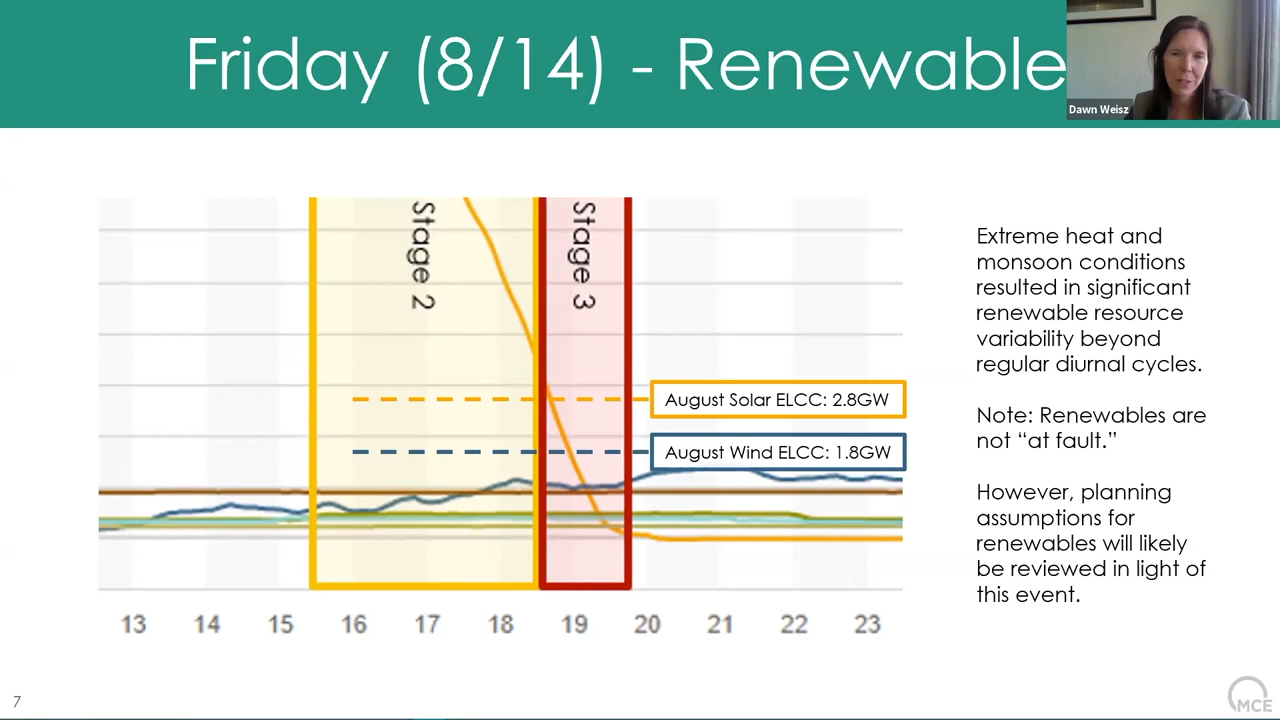 Friday (8/14) - Renewable
Dawn Weisz
Stage 2
Stage 3
August Solar ELCC: 2.8GW
August Wind ELCC: 1.8GW
13 14 15 16 17 18 19 20 21 22 23
Extreme heat and
monsoon conditions
resulted in significant
renewable resource
variability beyond
regular diurnal cycles.
Note: Renewables are
not “at fault.”
However, planning
assumptions for
renewables will likely
be reviewed in light of
this event.
7
MCE